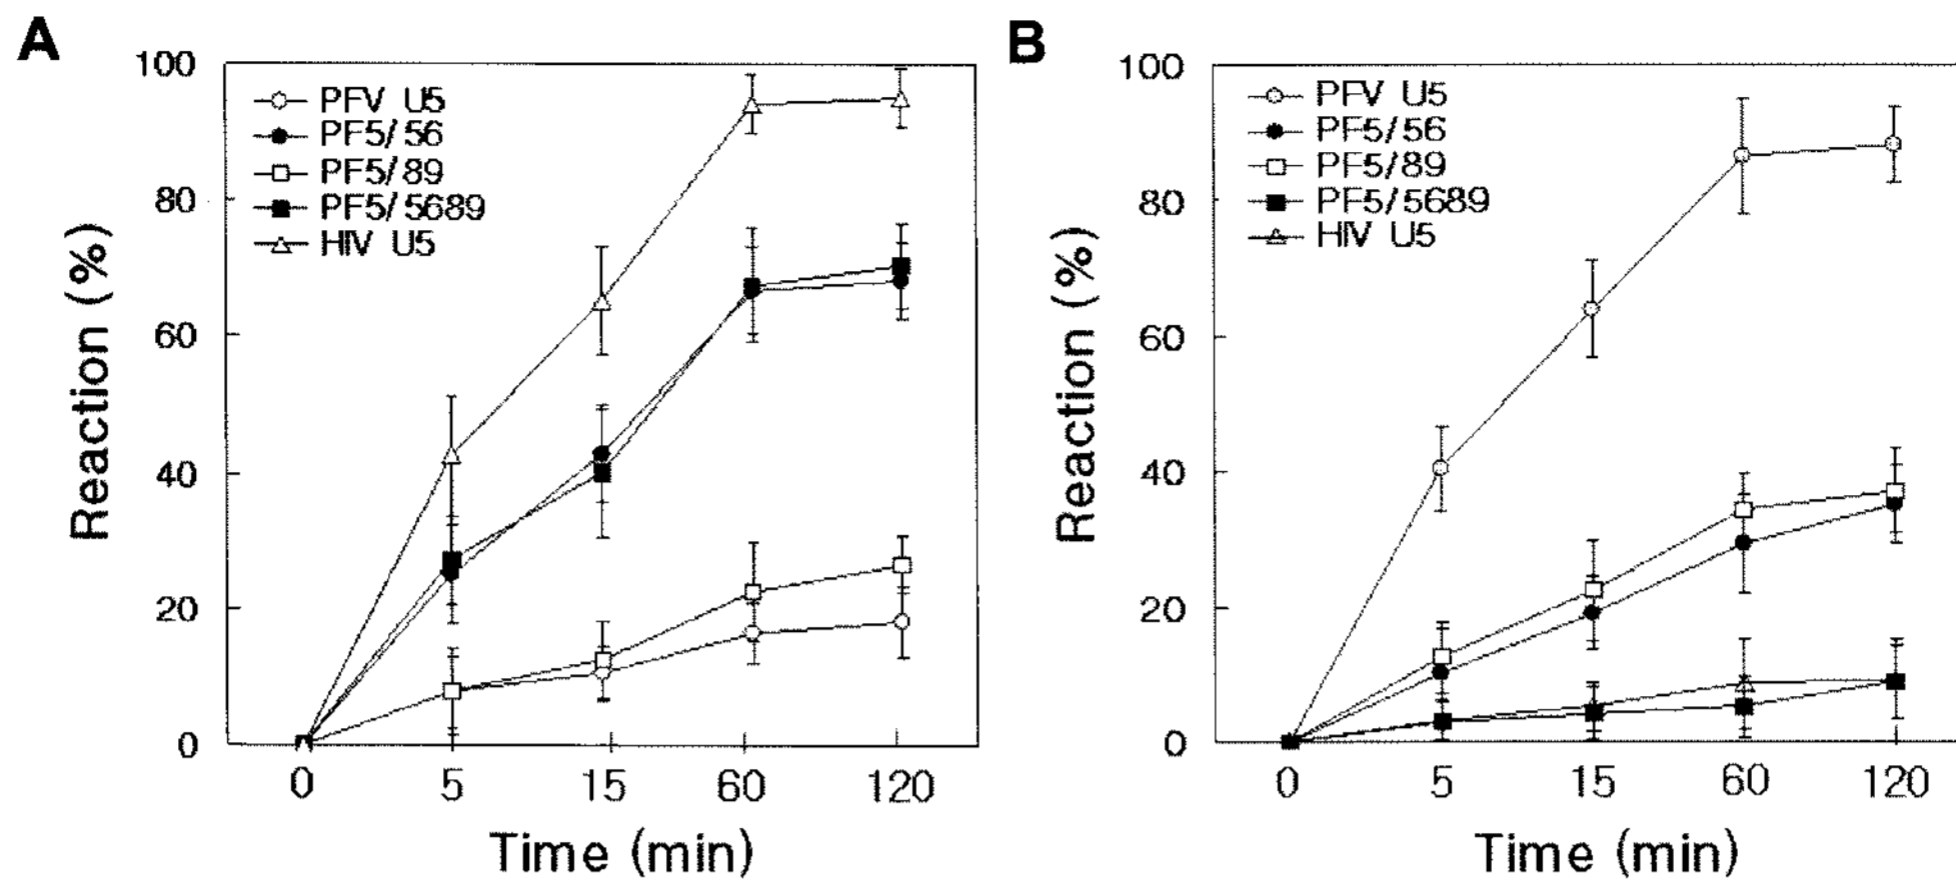 A
Reaction (%)
100
80
60
40
20
0
PFV U5
PF5/56
PF5/89
PF5/5689
HIV U5
0 5 15 60 120
Time (min)
B
Reaction (%)
100
80
60
40
20
0
PFV U5
PF5/56
PF5/89
PF5/5689
HIV U5
0 5 15 60 120
Time (min)